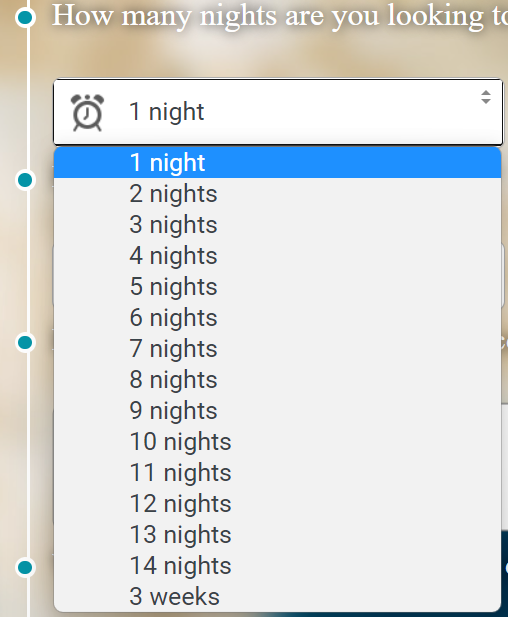 How many nights are you looking
1 night
1 night
2 nights
3 nights
4 nights
5 nights
6 nights
7 nights
8 nights
9 nights
10 nights
11 nights
12 nights
13 nights
14 nights
3 weeks